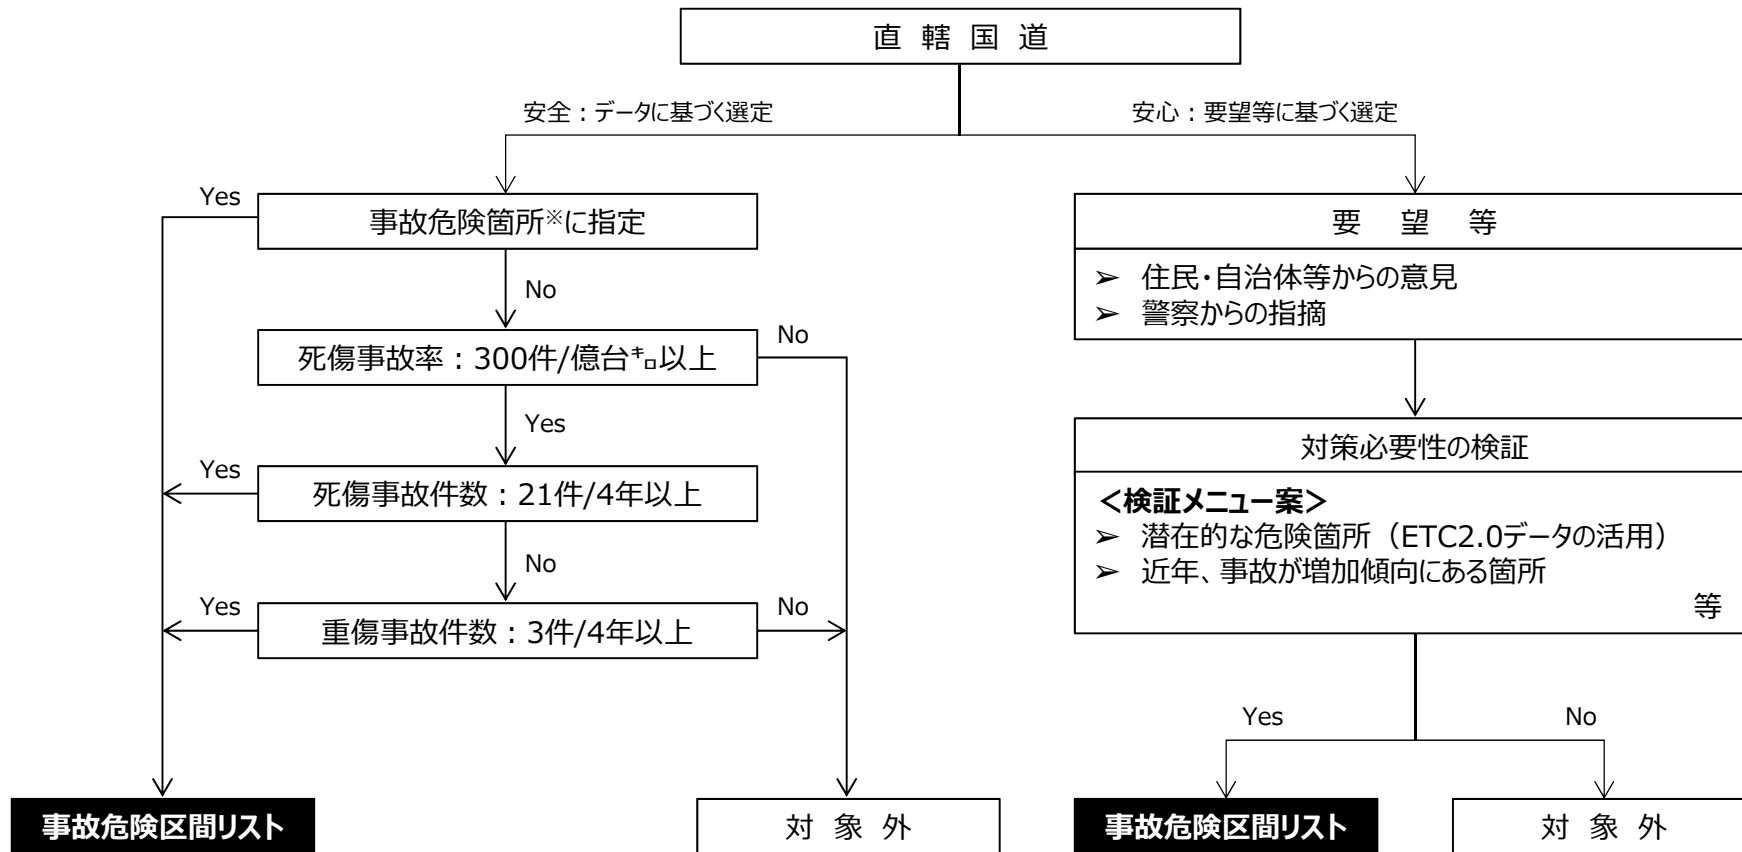 直 轄 国 道
安全：データに基づく選定
安心：要望等に基づく選定
Yes
事故危険箇所※に指定
No
死傷事故率：300件/億台㌔以上
No
Yes
Yes
死傷事故件数：21件/4年以上
No
Yes
重傷事故件数：3件/4年以上
No
事故危険区間リスト
対 象 外
要 望 等
➢ 住民・自治体等からの意見
➢ 警察からの指摘
対策必要性の検証
＜検証メニュー案＞
➢ 潜在的な危険箇所（ETC2.0データの活用）
➢ 近年、事故が増加傾向にある箇所
等
Yes
No
事故危険区間リスト
対 象 外